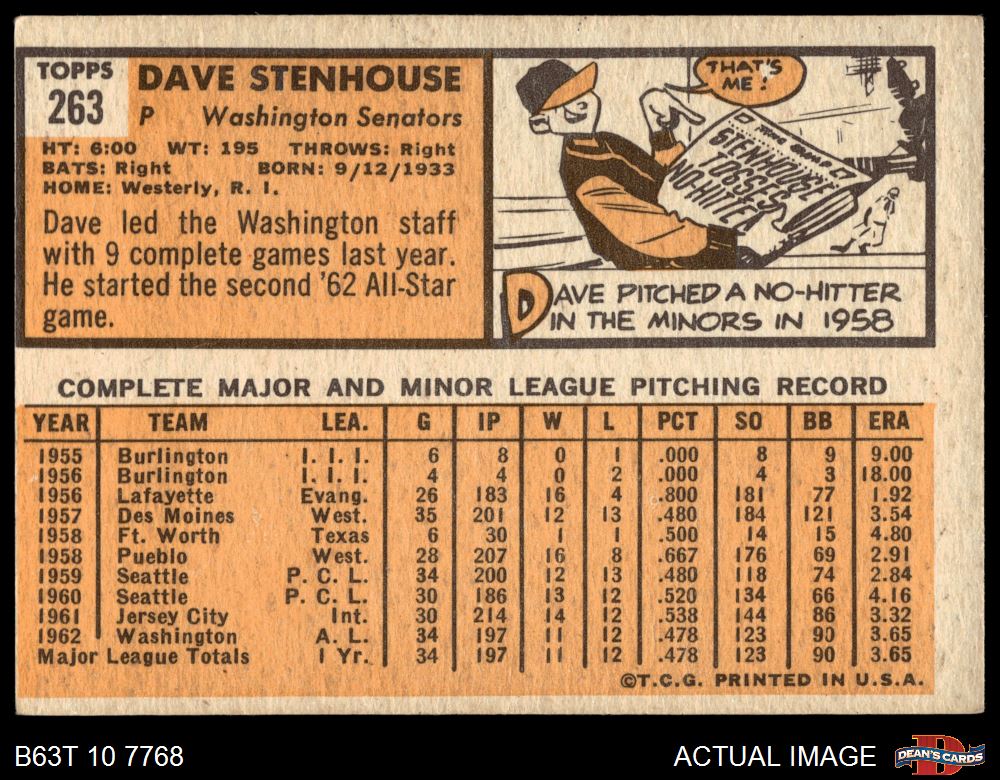 TOPPS
263
DAVE STENHOUSE
P Washington Senators
HT: 6:00 WT: 195 THROWS: Right
BATS: Right BORN: 9/12/1933
HOME: Westerly, R. I.
Dave led the Washington staff
with 9 complete games last year.
He started the second '62 All-Star
game.
THAT'S
ME!
STENHOUSE
TOSSES
NO-HITTER
DAVE PITCHED A NO-HITTER
IN THE MINORS IN 1958
COMPLETE MAJOR AND MINOR LEAGUE PITCHING RECORD
YEAR TEAM LEA. G IP W L PCT SO BB ERA
1955 Burlington I. I. I. 6 8 0 1 .000 8 9 9.00
1956 Burlington I. I. I. 4 4 0 2 .000 4 3 18.00
1956 Lafayette Evang. 26 183 16 4 .800 181 77 1.92
1957 Des Moines West. 35 201 12 13 .480 184 121 3.54
1958 Ft. Worth Texas 6 30 1 1 .500 14 15 4.80
1958 Pueblo West. 28 207 16 8 .667 176 69 2.91
1959 Seattle P. C. L. 34 200 12 13 .480 118 74 2.84
1960 Seattle P. C. L. 30 186 13 12 .520 134 66 4.16
1961 Jersey City Int. 30 214 14 12 .538 144 86 3.32
1962 Washington A. L. 34 197 11 12 .478 123 90 3.65
Major League Totals 1 Yr. 34 197 11 12 .478 123 90 3.65
©T.C.G. PRINTED IN U.S.A.
B63T 10 7768
ACTUAL IMAGE
DEAN'S CARDS